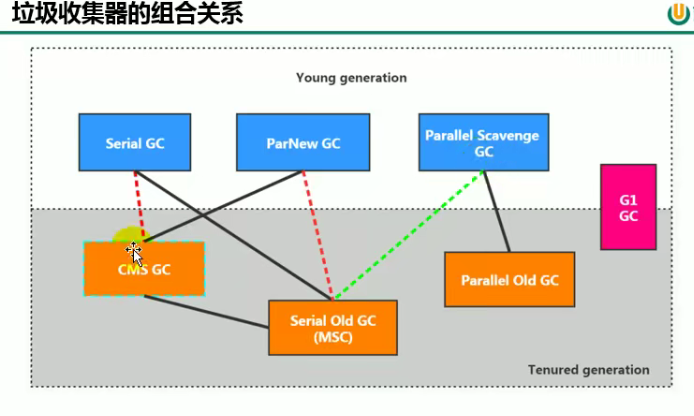 垃圾收集器的组合关系
Young generation
Serial GC
ParNew GC
Parallel Scavenge
GC
G1
GC
CMS GC
Parallel Old GC
Serial Old GC
(MSC)
Tenured generation